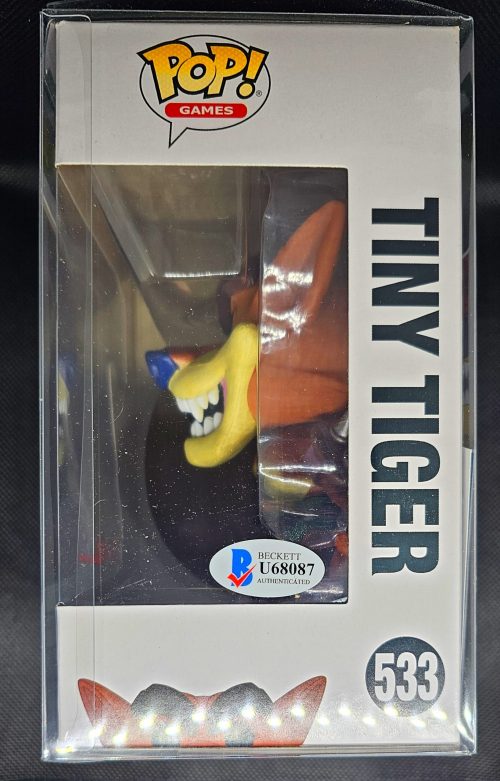 POP!
GAMES
TINY TIGER
B
BECKETT
U68087
AUTHENTICATED
533